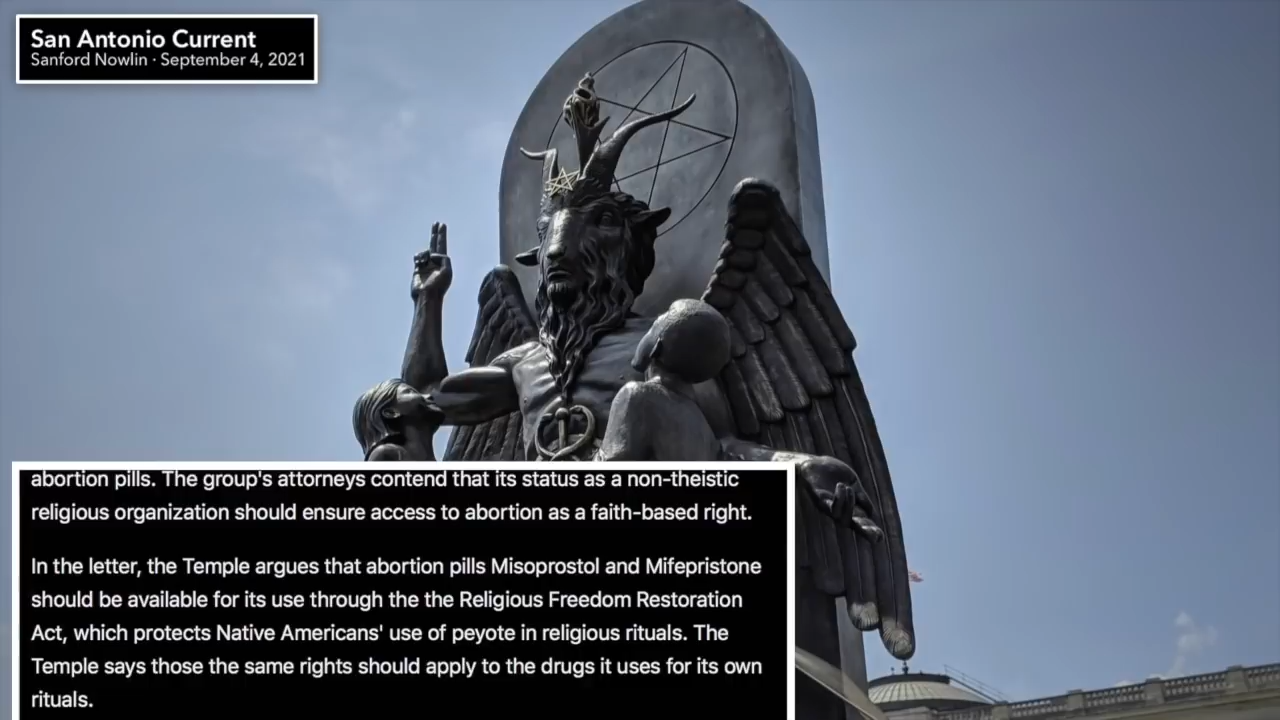 San Antonio Current
Sanford Nowlin · September 4, 2021
abortion pills. The group's attorneys contend that its status as a non-theistic
religious organization should ensure access to abortion as a faith-based right.
In the letter, the Temple argues that abortion pills Misoprostol and Mifepristone
should be available for its use through the the Religious Freedom Restoration
Act, which protects Native Americans' use of peyote in religious rituals. The
Temple says those the same rights should apply to the drugs it uses for its own
rituals.